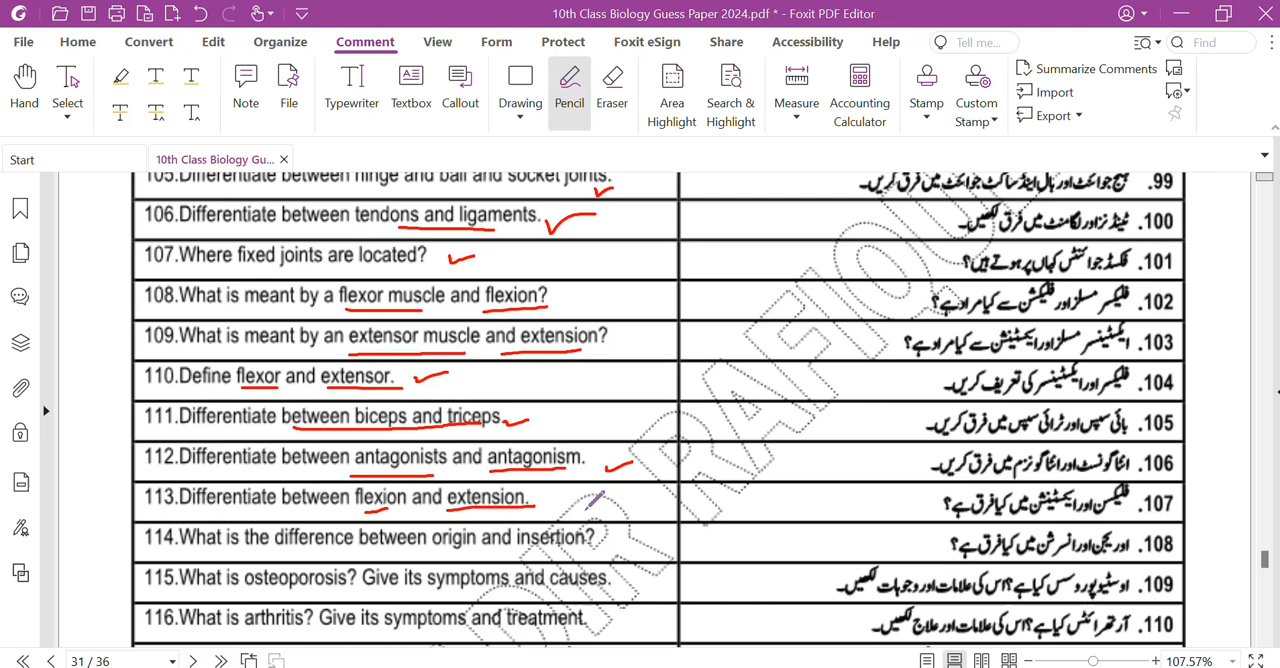 10th Class Biology Guess Paper 2024.pdf * - Foxit PDF Editor
File Home Convert Edit Organize Comment View Form Protect Foxit eSign Share Accessibility Help Tell me... Find
Hand Select Note File Typewriter Textbox Callout Drawing Pencil Eraser Area Highlight Search & Highlight Measure Accounting Calculator Stamp Custom Stamp
Summarize Comments
Import
Export
Start 10th Class Biology Gu...
105.Differentiate between hinge and ball and socket joints. 99. ہینج جوائنٹ اور بال اینڈ ساکٹ جوائنٹ میں فرق کریں۔
106.Differentiate between tendons and ligaments. 100. ٹینڈنز اور لگامنٹ میں فرق لکھیں۔
107.Where fixed joints are located? 101. فکسڈ جوائنٹس کہاں پر ہوتے ہیں؟
108.What is meant by a flexor muscle and flexion? 102. فلیکسر مسلز اور فلیکشن سے کیا مراد ہے؟
109.What is meant by an extensor muscle and extension? 103. ایکسٹینسر مسلز اور ایکسٹینشن سے کیا مراد ہے؟
110.Define flexor and extensor. 104. فلیکسر اور ایکسٹینسر کی تعریف کریں۔
111.Differentiate between biceps and triceps. 105. بائی سپس اور ٹرائی سپس میں فرق کریں۔
112.Differentiate between antagonists and antagonism. 106. انٹاگونسٹ اور انٹاگونزم میں فرق کریں۔
113.Differentiate between flexion and extension. 107. فلیکسن اور ایکسٹینشن میں کیا فرق ہے؟
114.What is the difference between origin and insertion? 108. اوریجن اور انسرشن میں کیا فرق ہے؟
115.What is osteoporosis? Give its symptoms and causes. 109. اوسٹیوپوروسس کیا ہے؟ اس کی علامات اور وجوہات لکھیں۔
116.What is arthritis? Give its symptoms and treatment. 110. آرتھرائٹس کیا ہے؟ اس کی علامات اور علاج لکھیں۔
31 / 36 107.57%